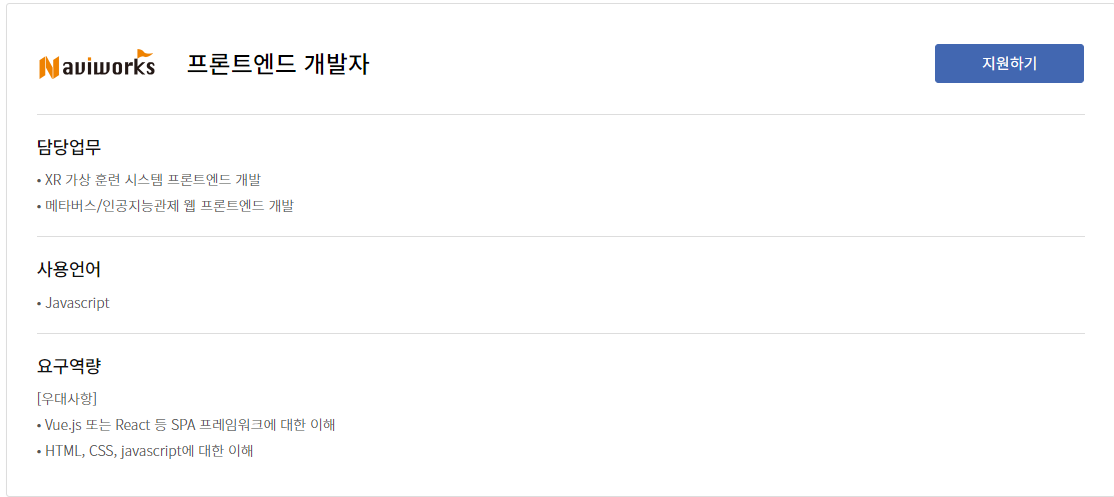 Naviworks
프론트엔드 개발자
지원하기
담당업무
• XR 가상 훈련 시스템 프론트엔드 개발
• 메타버스/인공지능관제 웹 프론트엔드 개발
사용언어
• Javascript
요구역량
[우대사항]
• Vue.js 또는 React 등 SPA 프레임워크에 대한 이해
• HTML, CSS, javascript에 대한 이해